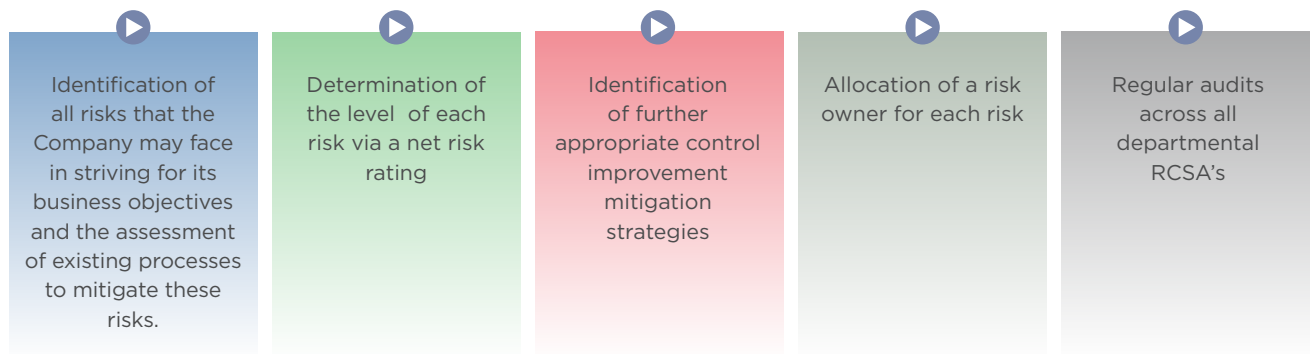 Identification of
all risks that the
Company may face
in striving for its
business objectives
and the assessment
of existing processes
to mitigate these
risks.
Determination of
the level of each
risk via a net risk
rating
Identification
of further
appropriate control
improvement
mitigation
strategies
Allocation of a risk
owner for each risk
Regular audits
across all
departmental
RCSA's